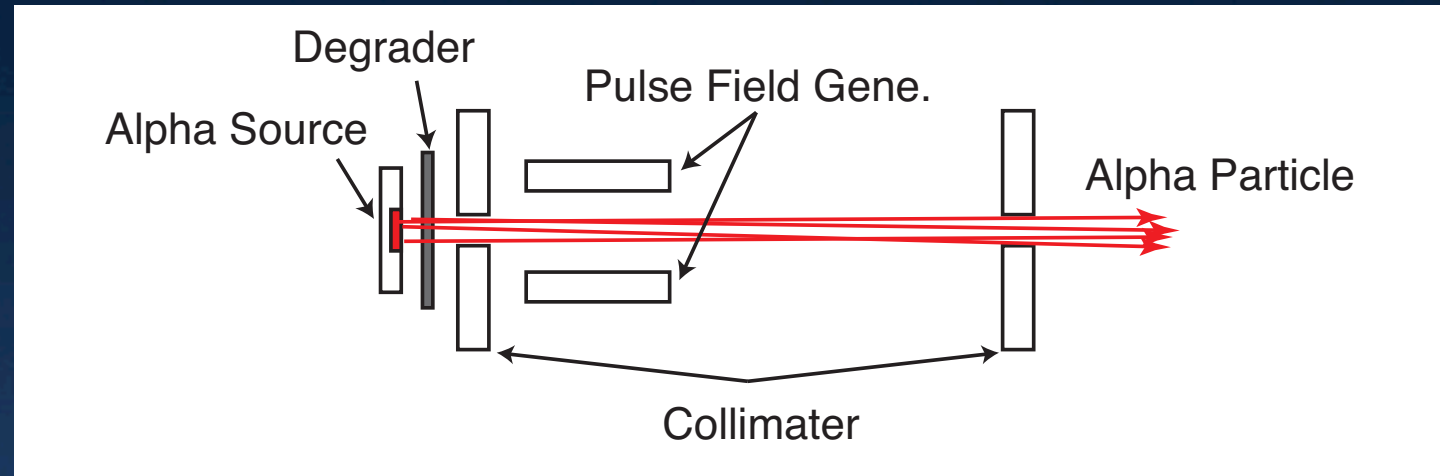 Degrader
Pulse Field Gene.
Alpha Source
Alpha Particle
Collimater